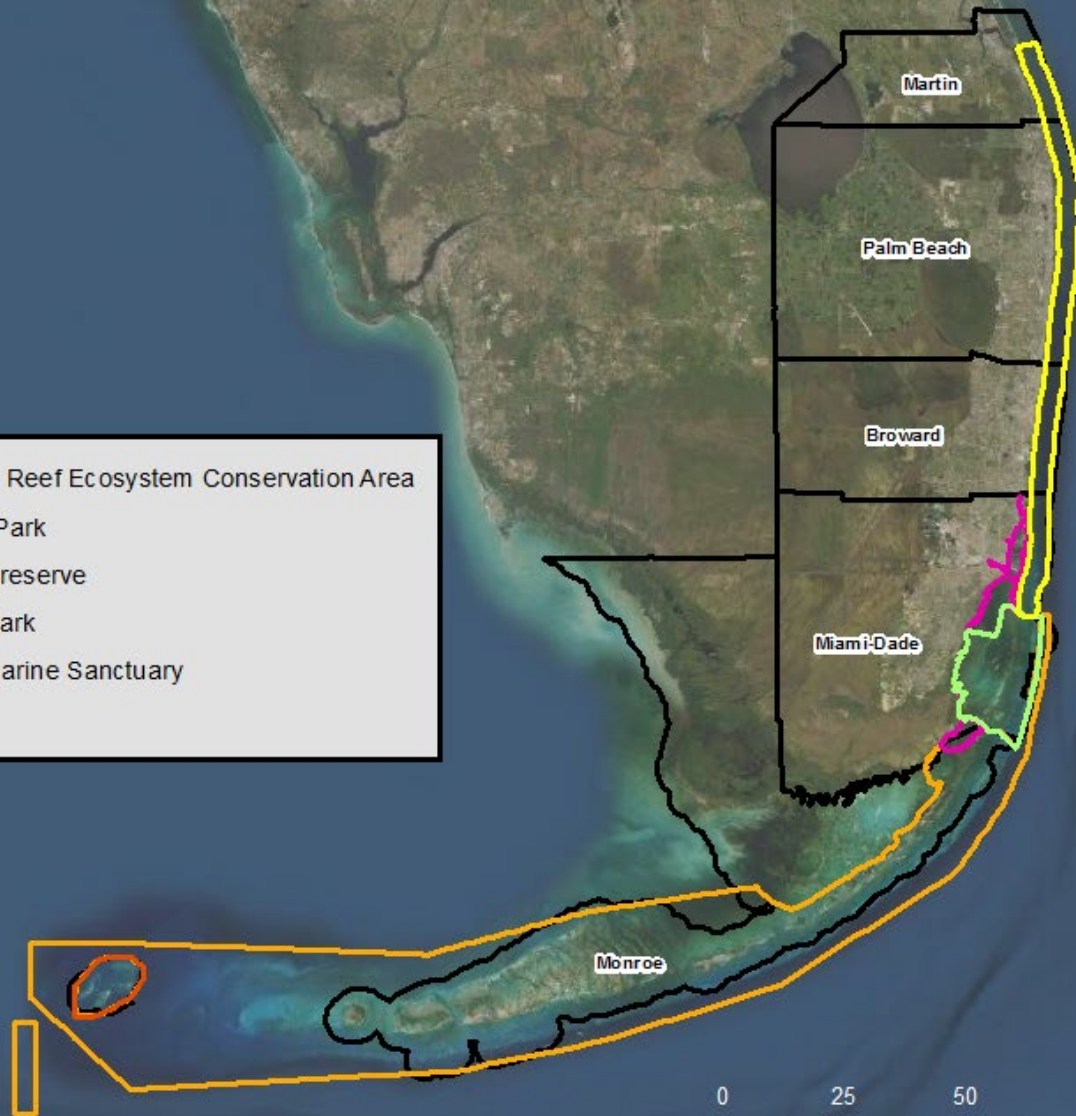 Martin
Palm Beach
Broward
Reef Ecosystem Conservation Area
Park
reserve
ark
arine Sanctuary
Miami-Dade
Monroe
0 25 50